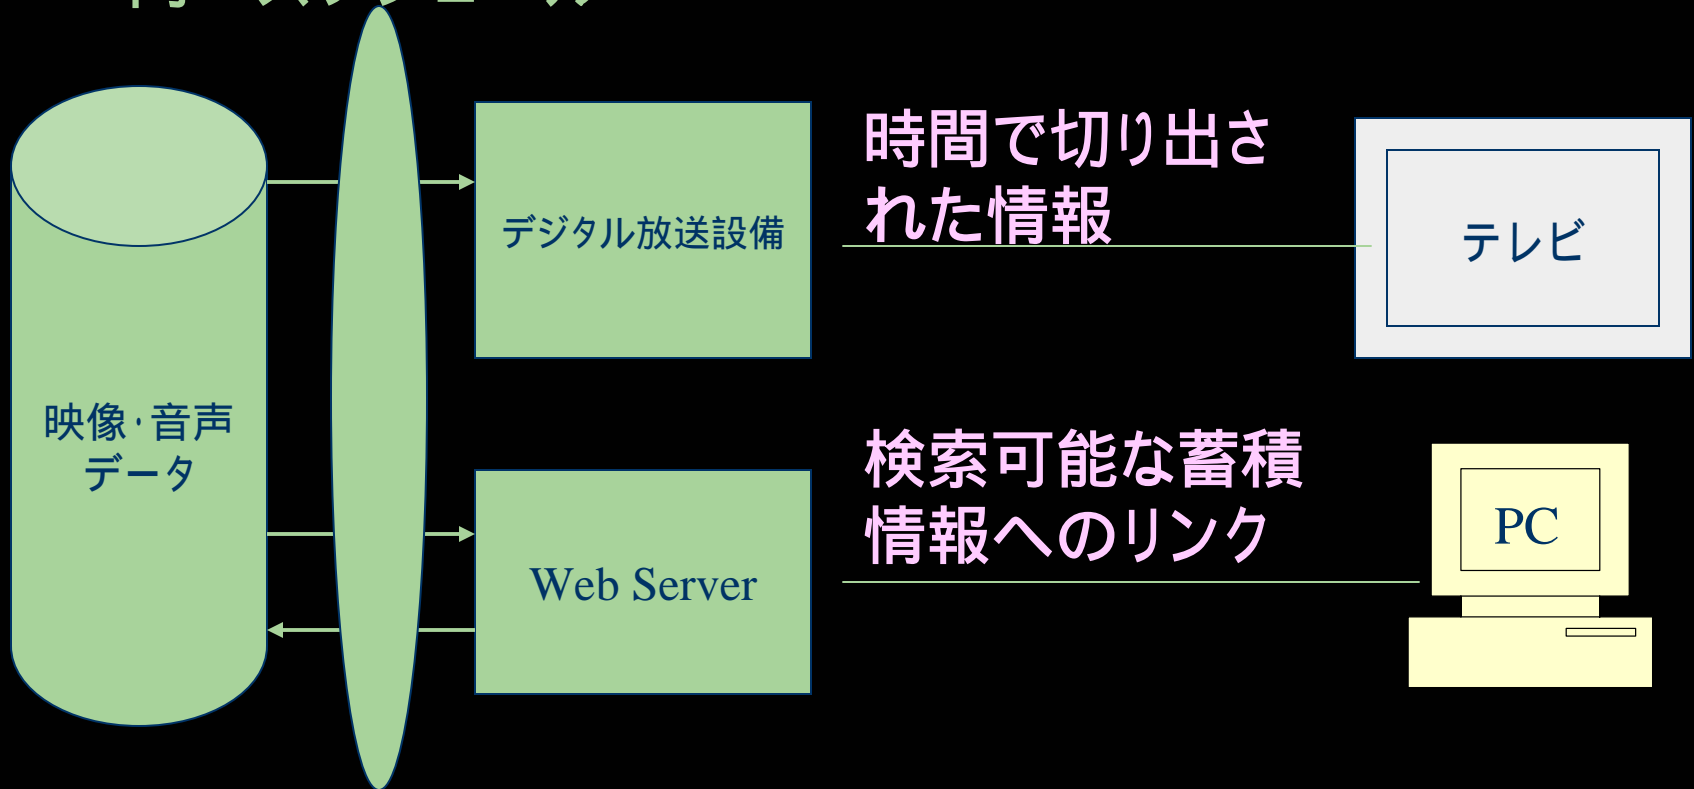 時間で切り出さ
れた情報
デジタル放送設備
テレビ
映像・音声
データ
検索可能な蓄積
情報へのリンク
Web Server
PC